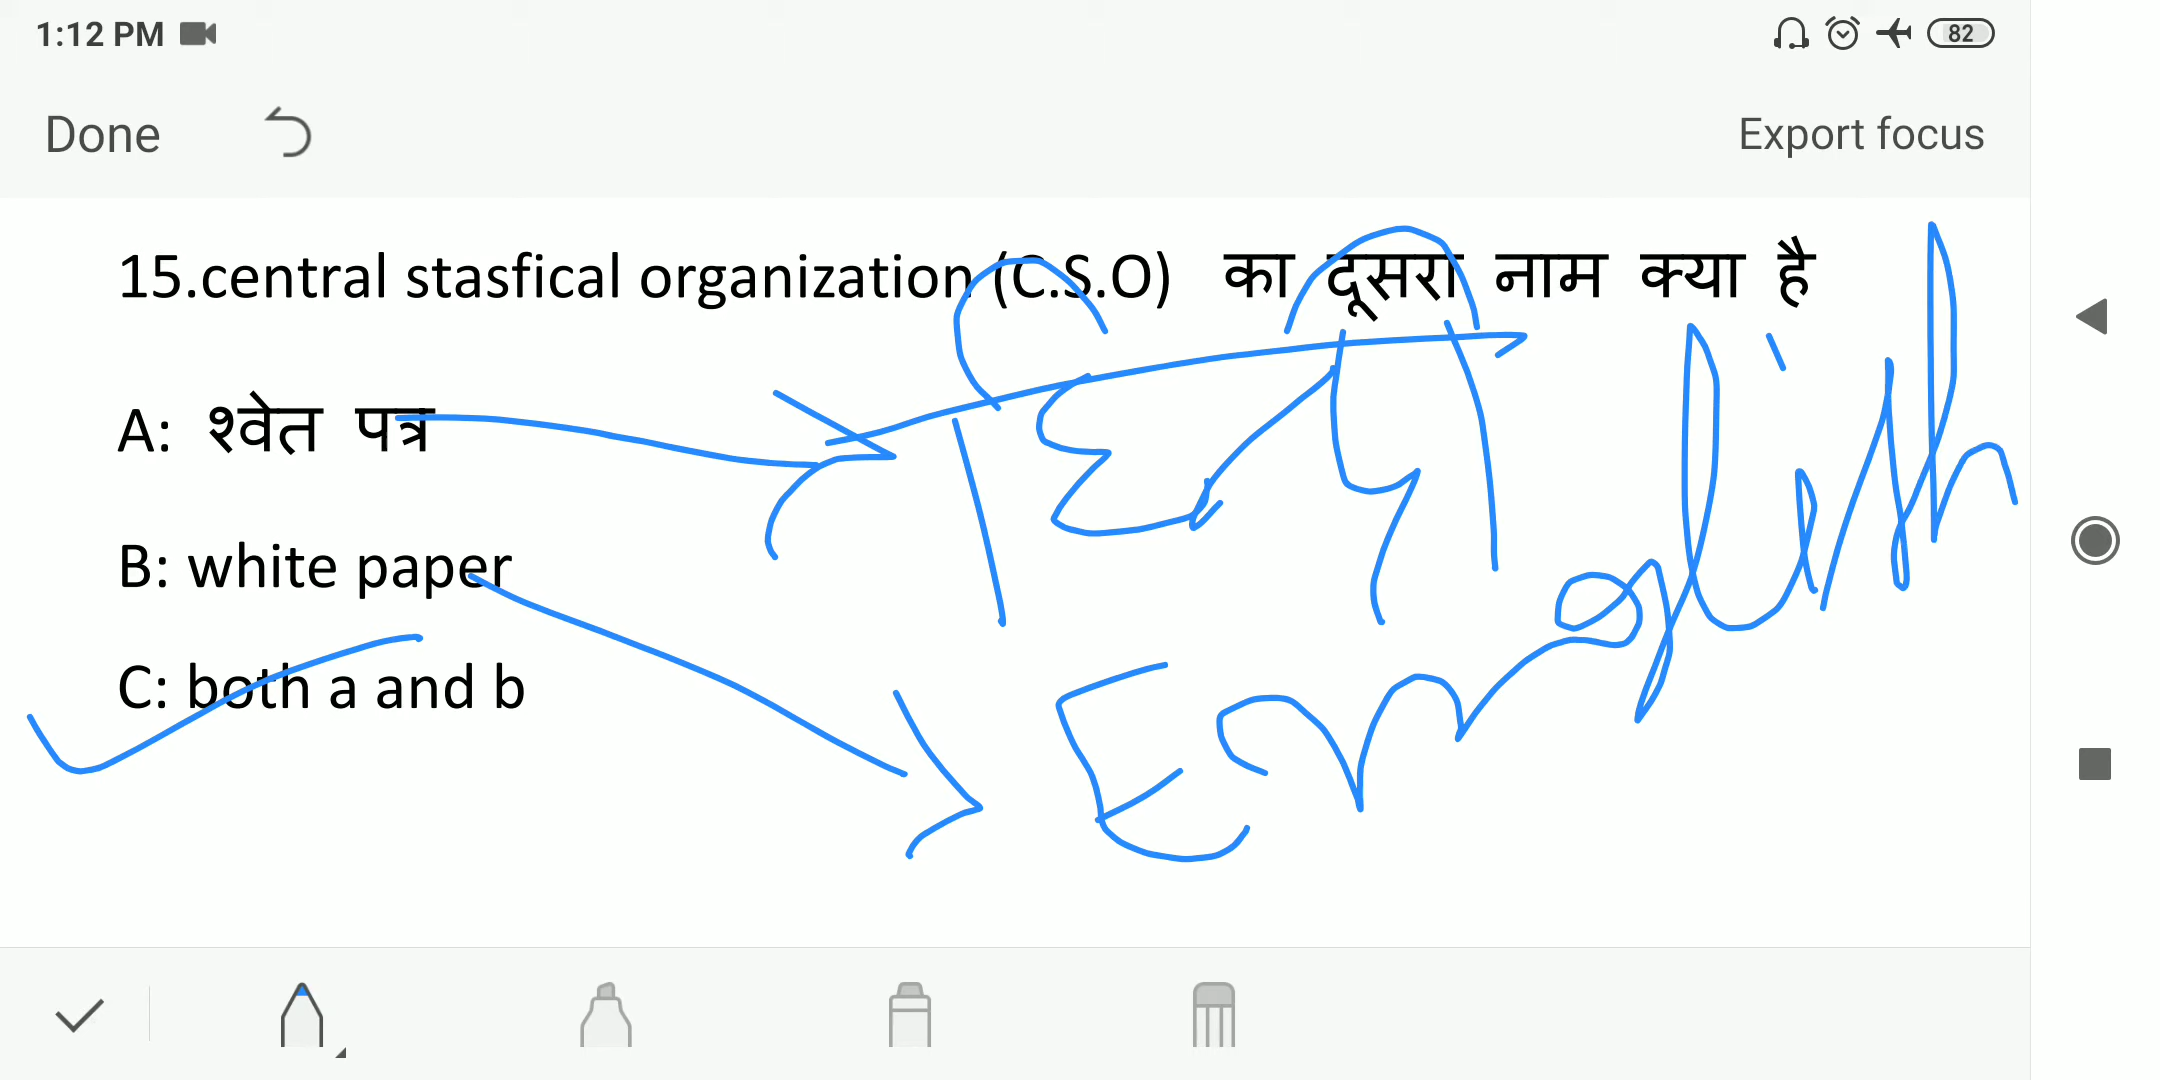 1:12 PM 82
Done Export focus
15.central stasfical organization (C.S.O) का दूसरा नाम क्या है
A: श्वेत पत्र
हिन्दी
B: white paper
C: both a and b
English